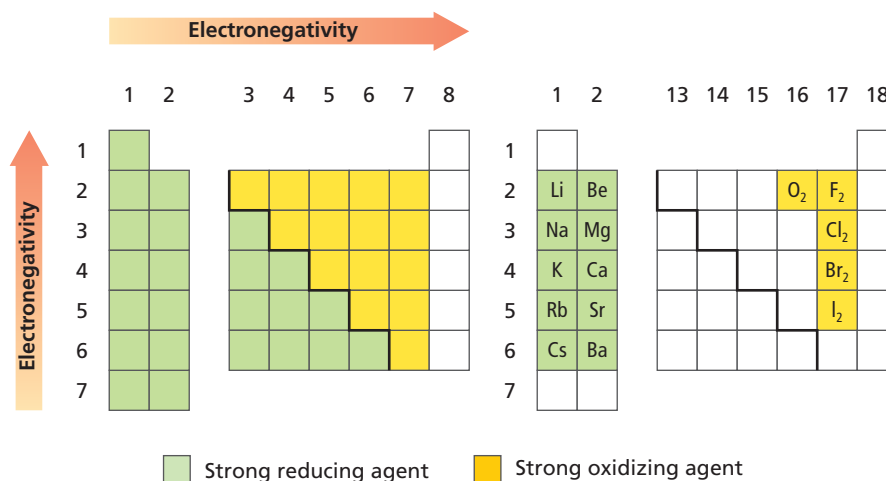 Electronegativity
1 2 3 4 5 6 7 8
1 2 13 14 15 16 17 18
Electronegativity
1
2
3
4
5
6
7
1
2 Li Be O₂ F₂
3 Na Mg Cl₂
4 K Ca Br₂
5 Rb Sr I₂
6 Cs Ba
7
Strong reducing agent
Strong oxidizing agent